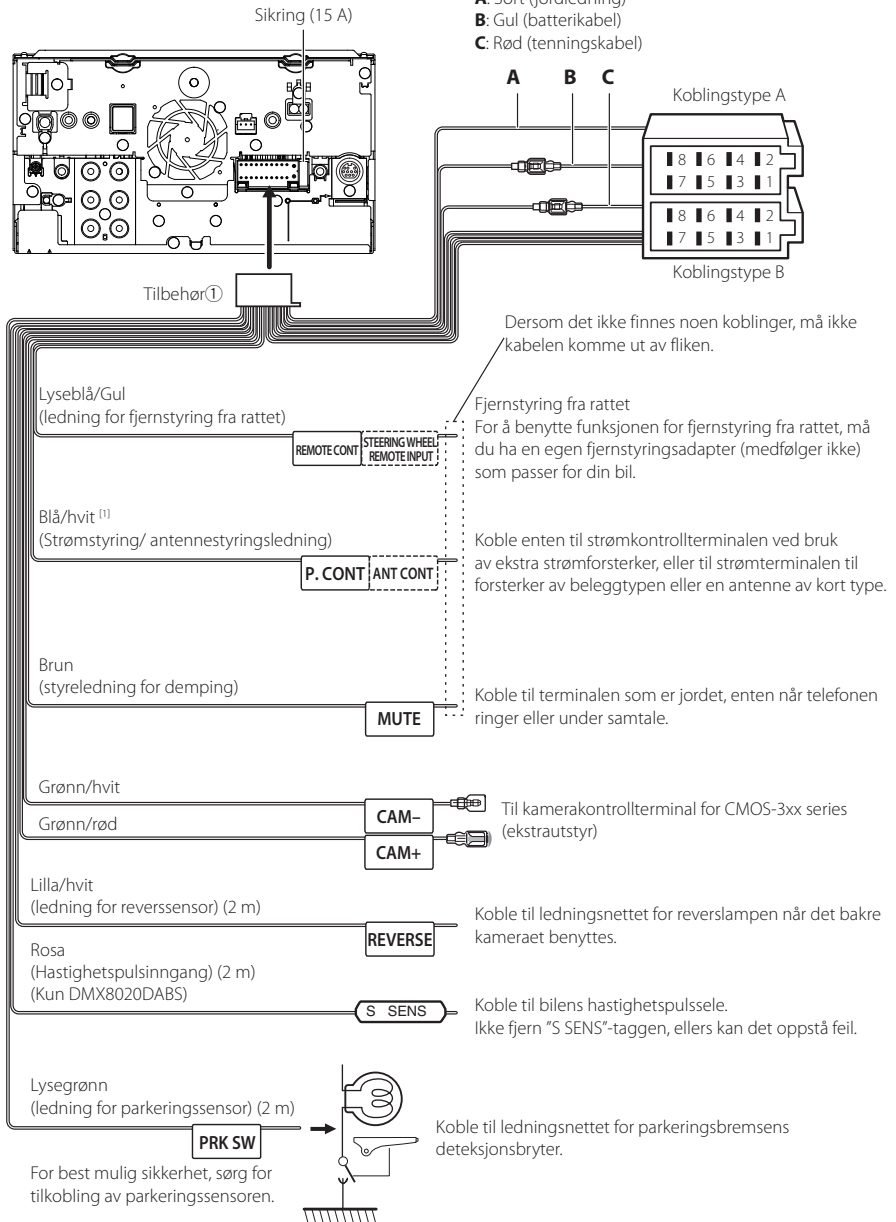 Sikring (15 A)
A: Sort (jordledning)
B: Gul (batterikabel)
C: Rød (tenningskabel)
A B C
Koblingstype A
8 6 4 2
7 5 3 1
8 6 4 2
7 5 3 1
Koblingstype B
Tilbehør①
Dersom det ikke finnes noen koblinger, må ikke
kabelen komme ut av fliken.
Lyseblå/Gul
(ledning for fjernstyring fra rattet)
REMOTE CONT
STEERING WHEEL
REMOTE INPUT
Fjernstyring fra rattet
For å benytte funksjonen for fjernstyring fra rattet, må
du ha en egen fjernstyringsadapter (medfølger ikke)
som passer for din bil.
Blå/hvit [1]
(Strømstyring/ antennestyringsledning)
P. CONT ANT CONT
Koble enten til strømkontrollterminalen ved bruk
av ekstra strømforsterker, eller til strømterminalen til
forsterker av beleggtypen eller en antenne av kort type.
Brun
(styreledning for demping)
MUTE
Koble til terminalen som er jordet, enten når telefonen
ringer eller under samtale.
Grønn/hvit
CAM–
Grønn/rød
CAM+
Til kamerakontrollterminal for CMOS-3xx series
(ekstrautstyr)
Lilla/hvit
(ledning for reverssensor) (2 m)
REVERSE
Koble til ledningsnettet for reverslampen når det bakre
kameraet benyttes.
Rosa
(Hastighetspulsinngang) (2 m)
(Kun DMX8020DABS)
S SENS
Koble til bilens hastighetspulssele.
Ikke fjern "S SENS"-taggen, ellers kan det oppstå feil.
Lysegrønn
(ledning for parkeringssensor) (2 m)
PRK SW
Koble til ledningsnettet for parkeringsbremsens
deteksjonsbryter.
For best mulig sikkerhet, sørg for
tilkobling av parkeringssensoren.